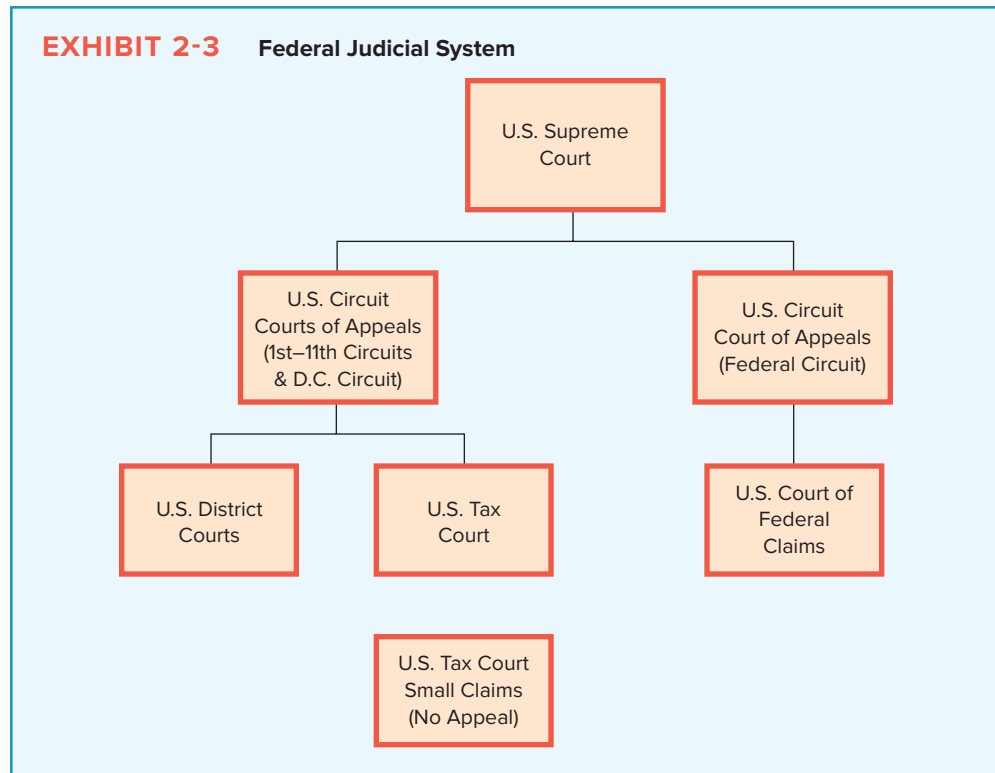 EXHIBIT 2-3 Federal Judicial System
U.S. Supreme
Court
U.S. Circuit
Courts of Appeals
(1st–11th Circuits
& D.C. Circuit)
U.S. Circuit
Court of Appeals
(Federal Circuit)
U.S. District
Courts
U.S. Tax
Court
U.S. Court of
Federal
Claims
U.S. Tax Court
Small Claims
(No Appeal)